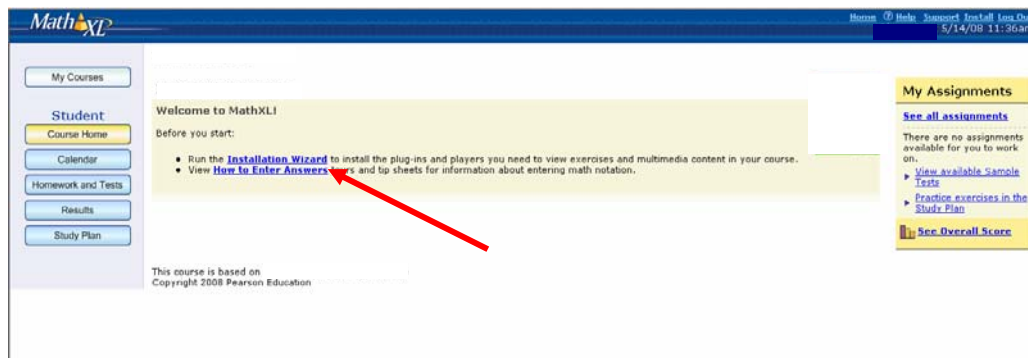 MathXL
Home Help Support Install Log Ou
5/14/08 11:36am
My Courses
Student
Course Home
Calendar
Homework and Tests
Results
Study Plan
Welcome to MathXL!
Before you start:
Run the Installation Wizard to install the plug-ins and players you need to view exercises and multimedia content in your course.
View How to Enter Answers and tip sheets for information about entering math notation.
This course is based on
Copyright 2008 Pearson Education
My Assignments
See all assignments
There are no assignments
available for you to work
on.
View available Sample
Tests
Practice exercises in the
Study Plan
See Overall Score